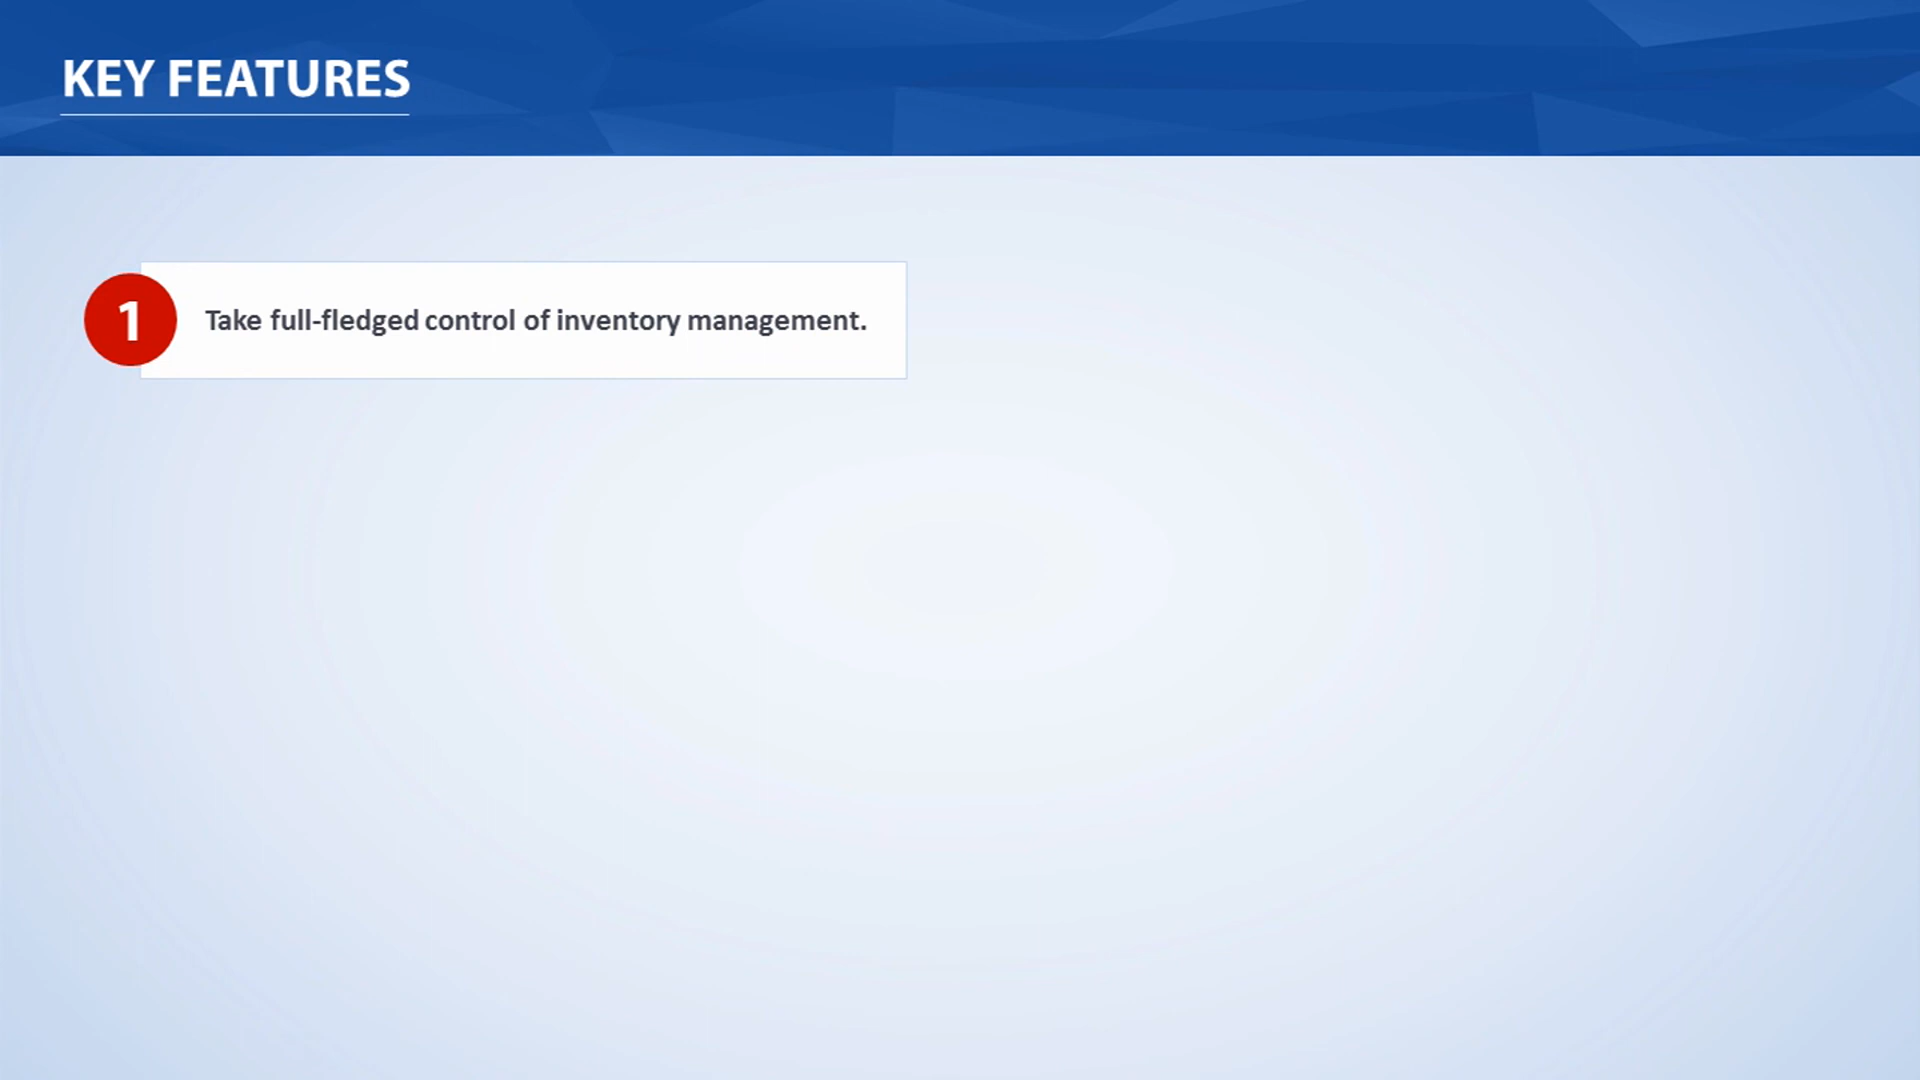 KEY FEATURES
1
Take full-fledged control of inventory management.